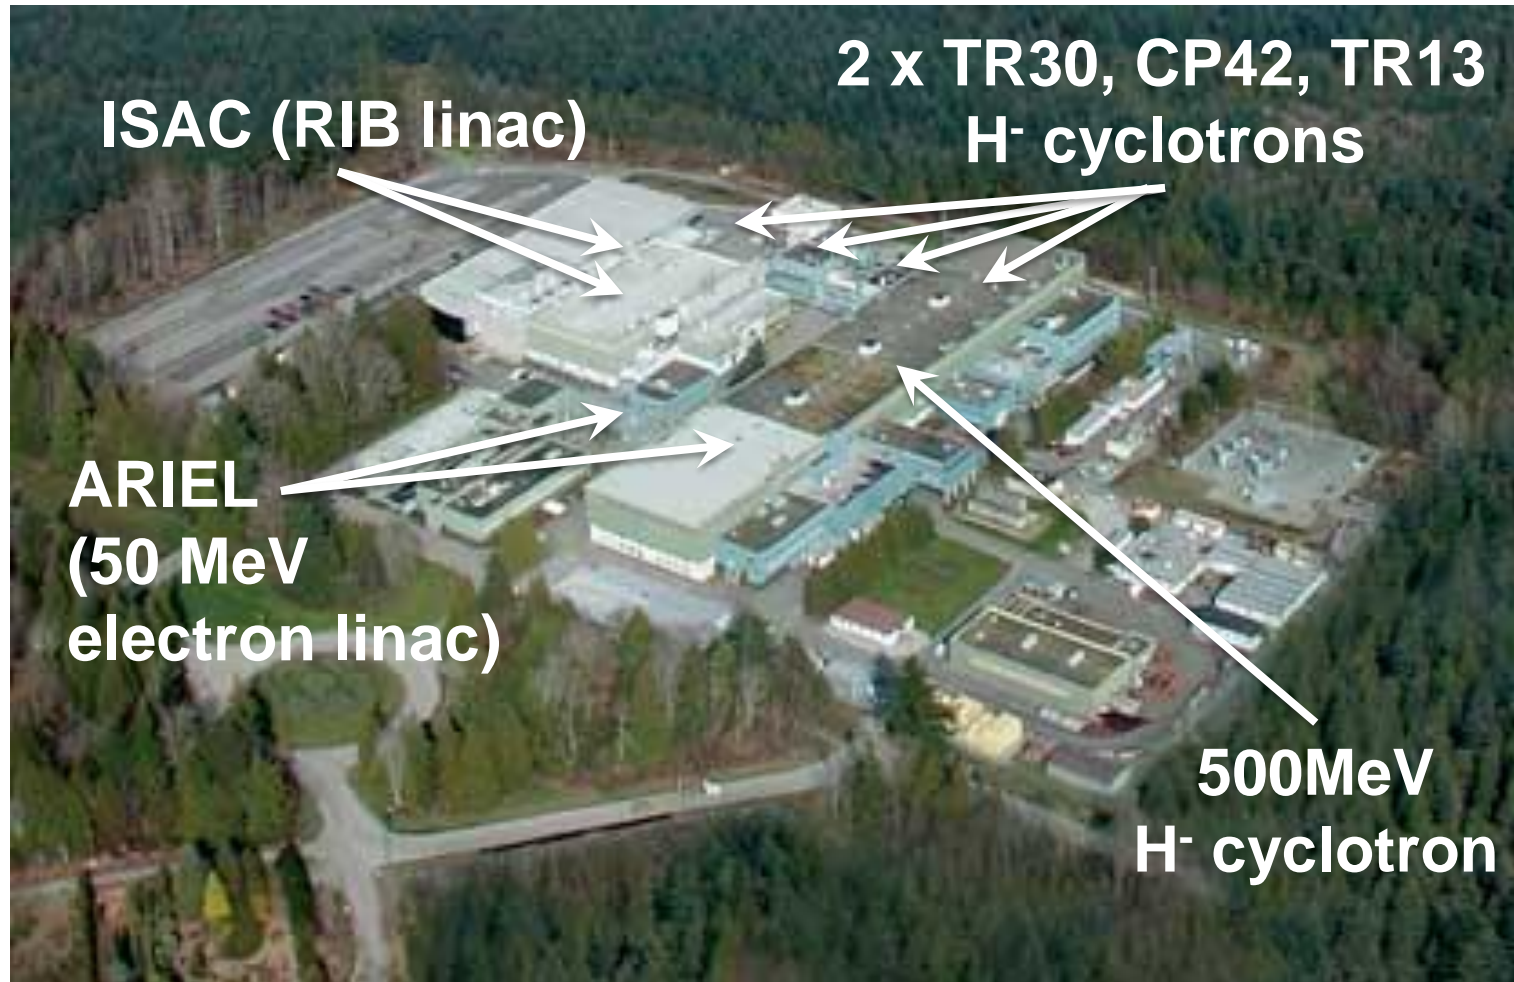 2 x TR30, CP42, TR13
H- cyclotrons
ISAC (RIB linac)
ARIEL
(50 MeV
electron linac)
500MeV
H- cyclotron